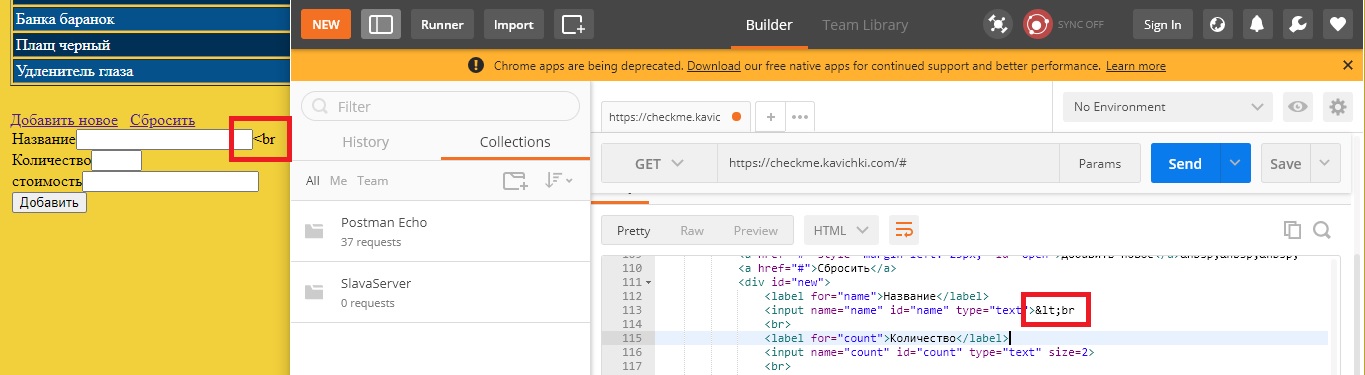 Банка баранок
Плащ черный
Удленитель глаза
Добавить новое Сбросить
Название <br
Количество
стоимость
Добавить
NEW Runner Import Builder Team Library SYNC OFF Sign In
Chrome apps are being deprecated. Download our free native apps for continued support and better performance. Learn more
Filter
History Collections
All Me Team
Postman Echo
37 requests
SlavaServer
0 requests
https://checkme.kavic + •••
No Environment
GET https://checkme.kavichki.com/# Params Send Save
Pretty Raw Preview HTML
110 <a href="#">Сбросить</a>
111 <div id="new">
112 <label for="name">Название</label>
113 <input name="name" id="name" type="text">&lt;br
114 <br>
115 <label for="count">Количество</label>
116 <input name="count" id="count" type="text" size=2>
117 <br>